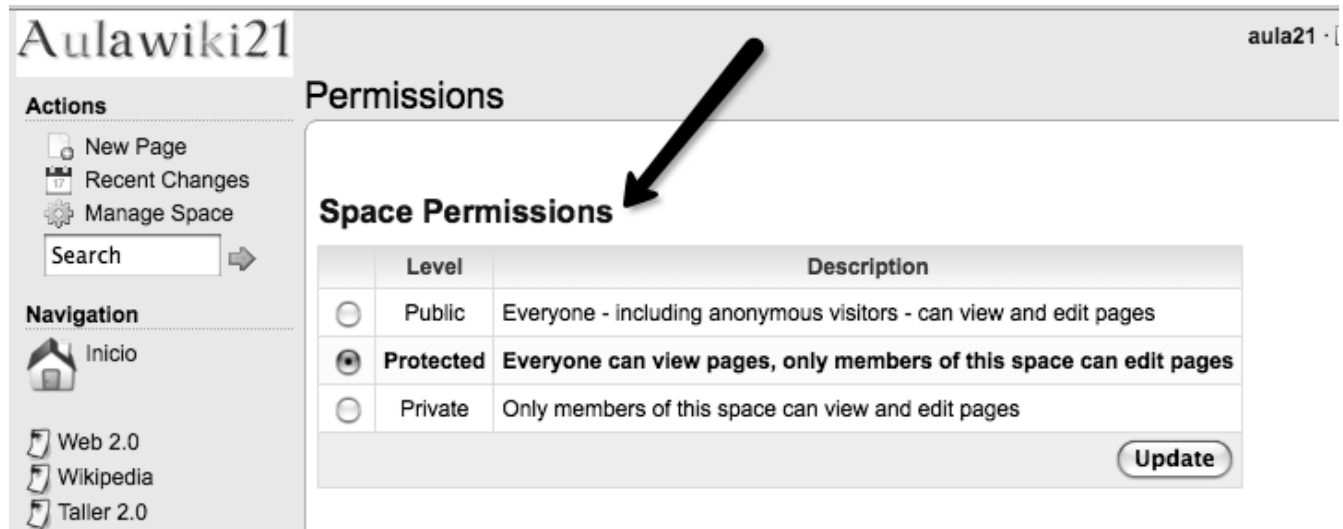 Aulawiki21
aula21 ·
Actions
New Page
Recent Changes
Manage Space
Search
Navigation
Inicio
Web 2.0
Wikipedia
Taller 2.0
Permissions
Space Permissions
Level Description
Public Everyone - including anonymous visitors - can view and edit pages
Protected Everyone can view pages, only members of this space can edit pages
Private Only members of this space can view and edit pages
Update